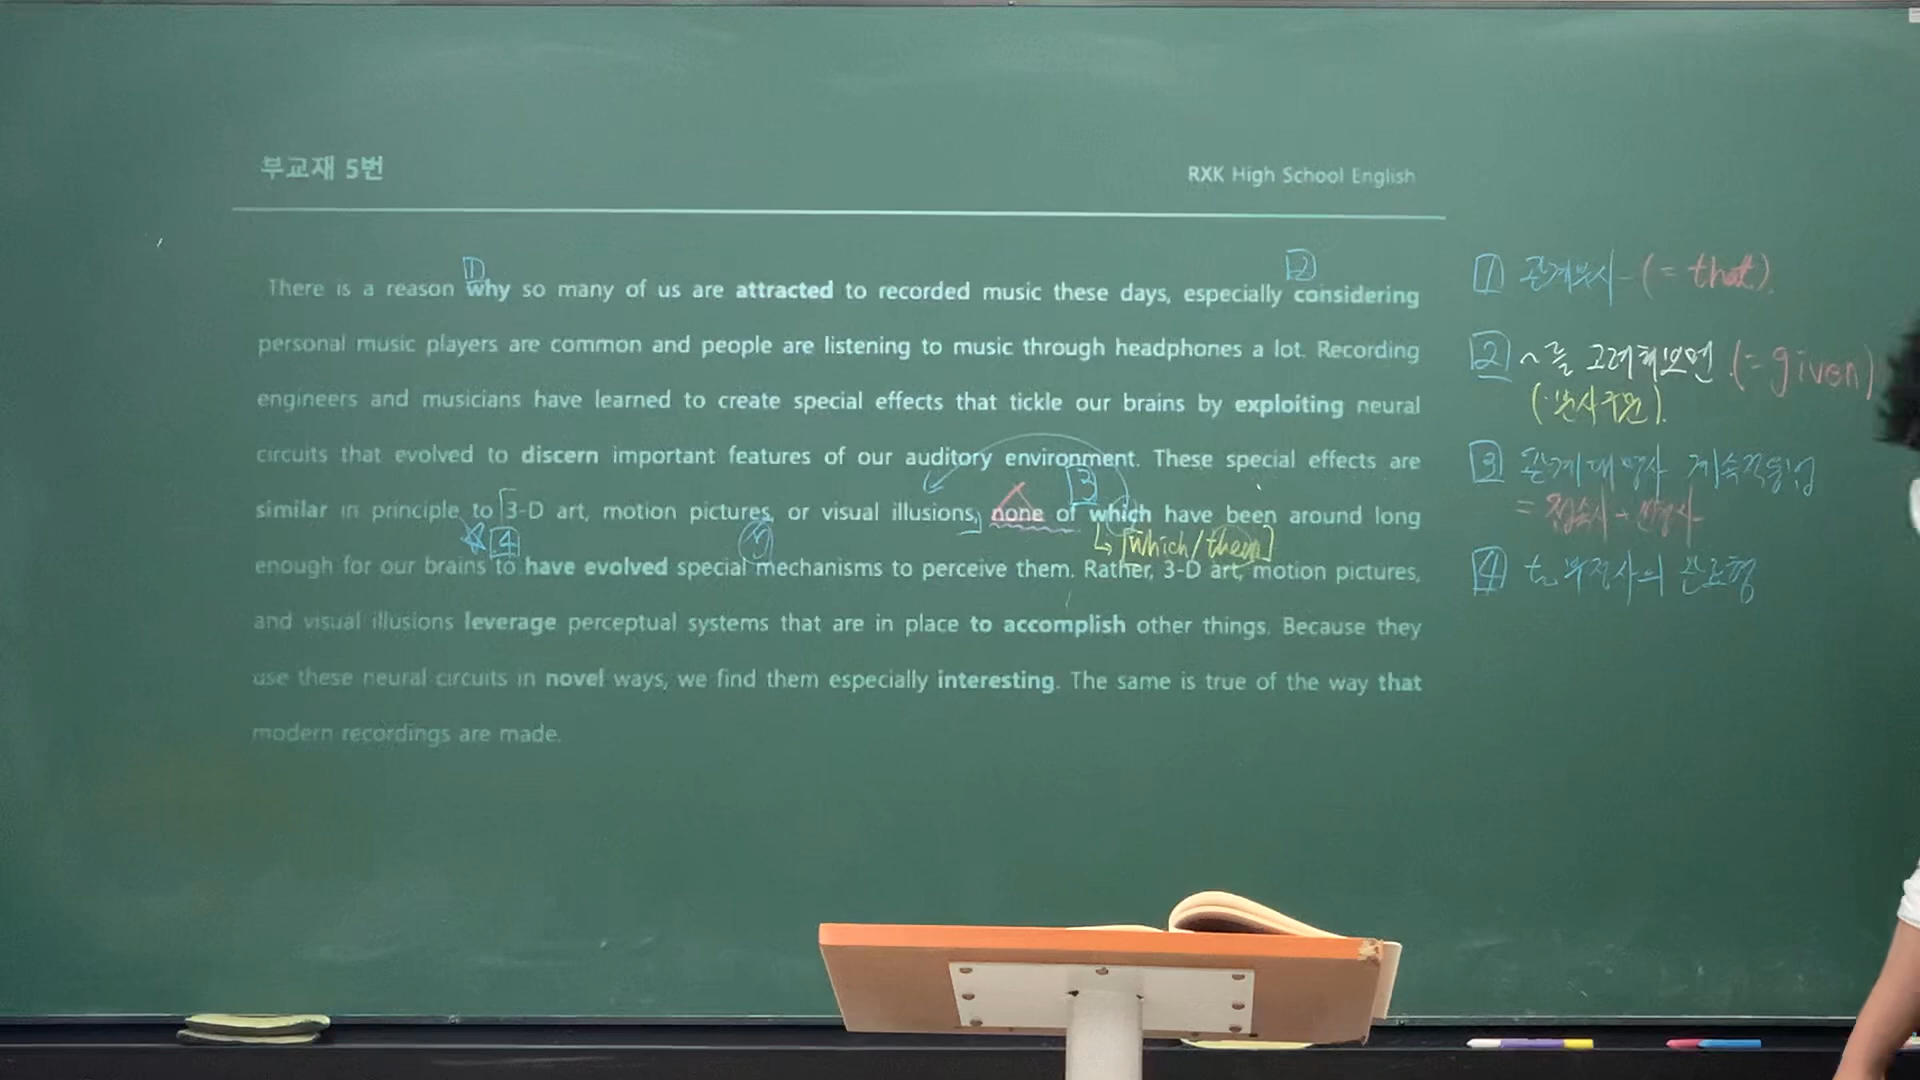 부교재 5번
RXK High School English
1
2
There is a reason why so many of us are attracted to recorded music these days, especially considering
personal music players are common and people are listening to music through headphones a lot. Recording
engineers and musicians have learned to create special effects that tickle our brains by exploiting neural
circuits that evolved to discern important features of our auditory environment. These special effects are
3
similar in principle to 3-D art, motion pictures, or visual illusions, none of which have been around long
4
[which/them]
enough for our brains to have evolved special mechanisms to perceive them. Rather, 3-D art, motion pictures,
and visual illusions leverage perceptual systems that are in place to accomplish other things. Because they
use these neural circuits in novel ways, we find them especially interesting. The same is true of the way that
modern recordings are made.
1 관계부사 (= that).
2 ~를 고려해보면 (= given)
(분사구문).
3 관계대명사 계속적용법
= 접속사 + 대명사
4 to 부정사의 완료형